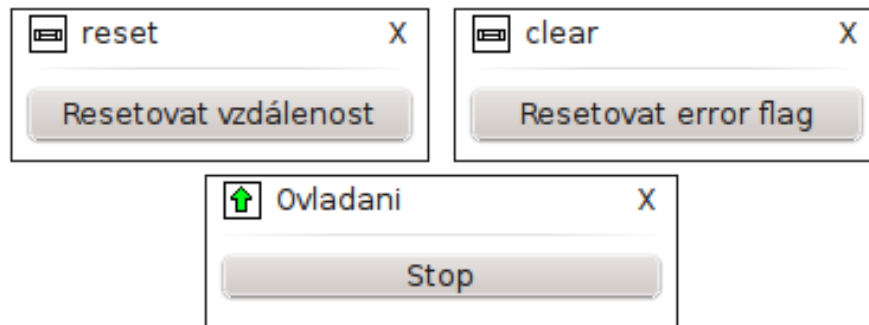 reset X
Resetovat vzdálenost
clear X
Resetovat error flag
Ovladani X
Stop